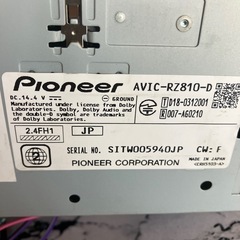 Pioneer AVIC-RZ810-D
DC 14.4 V GROUND
Manufactured under license from Dolby
Laboratories. Dolby, Dolby Audio and
the double-D symbol are trademarks
of Dolby Laboratories.
T D18-0312001
R 007-AG0210
2.4FH1 JP
SERIAL NO. SITW005940JP CW: F
PIONEER CORPORATION
MADE IN JAPAN